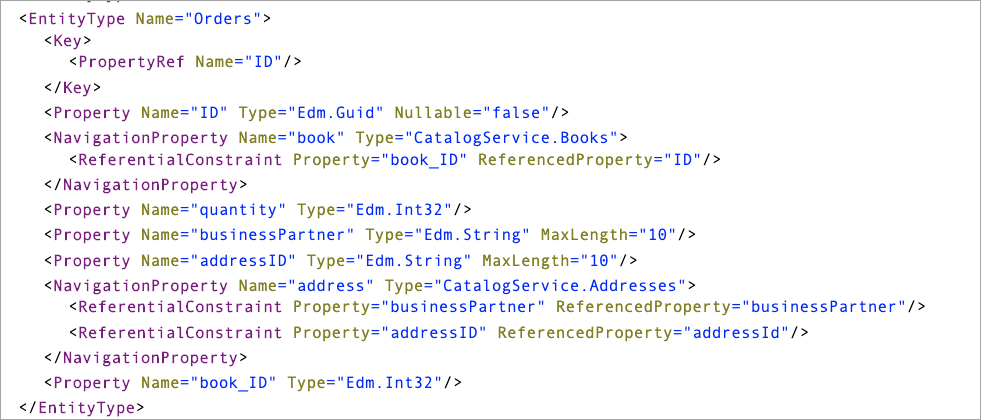 <EntityType Name="Orders">
<Key>
<PropertyRef Name="ID"/>
</Key>
<Property Name="ID" Type="Edm.Guid" Nullable="false"/>
<NavigationProperty Name="book" Type="CatalogService.Books">
<ReferentialConstraint Property="book_ID" ReferencedProperty="ID"/>
</NavigationProperty>
<Property Name="quantity" Type="Edm.Int32"/>
<Property Name="businessPartner" Type="Edm.String" MaxLength="10"/>
<Property Name="addressID" Type="Edm.String" MaxLength="10"/>
<NavigationProperty Name="address" Type="CatalogService.Addresses">
<ReferentialConstraint Property="businessPartner" ReferencedProperty="businessPartner"/>
<ReferentialConstraint Property="addressID" ReferencedProperty="addressId"/>
</NavigationProperty>
<Property Name="book_ID" Type="Edm.Int32"/>
</EntityType>